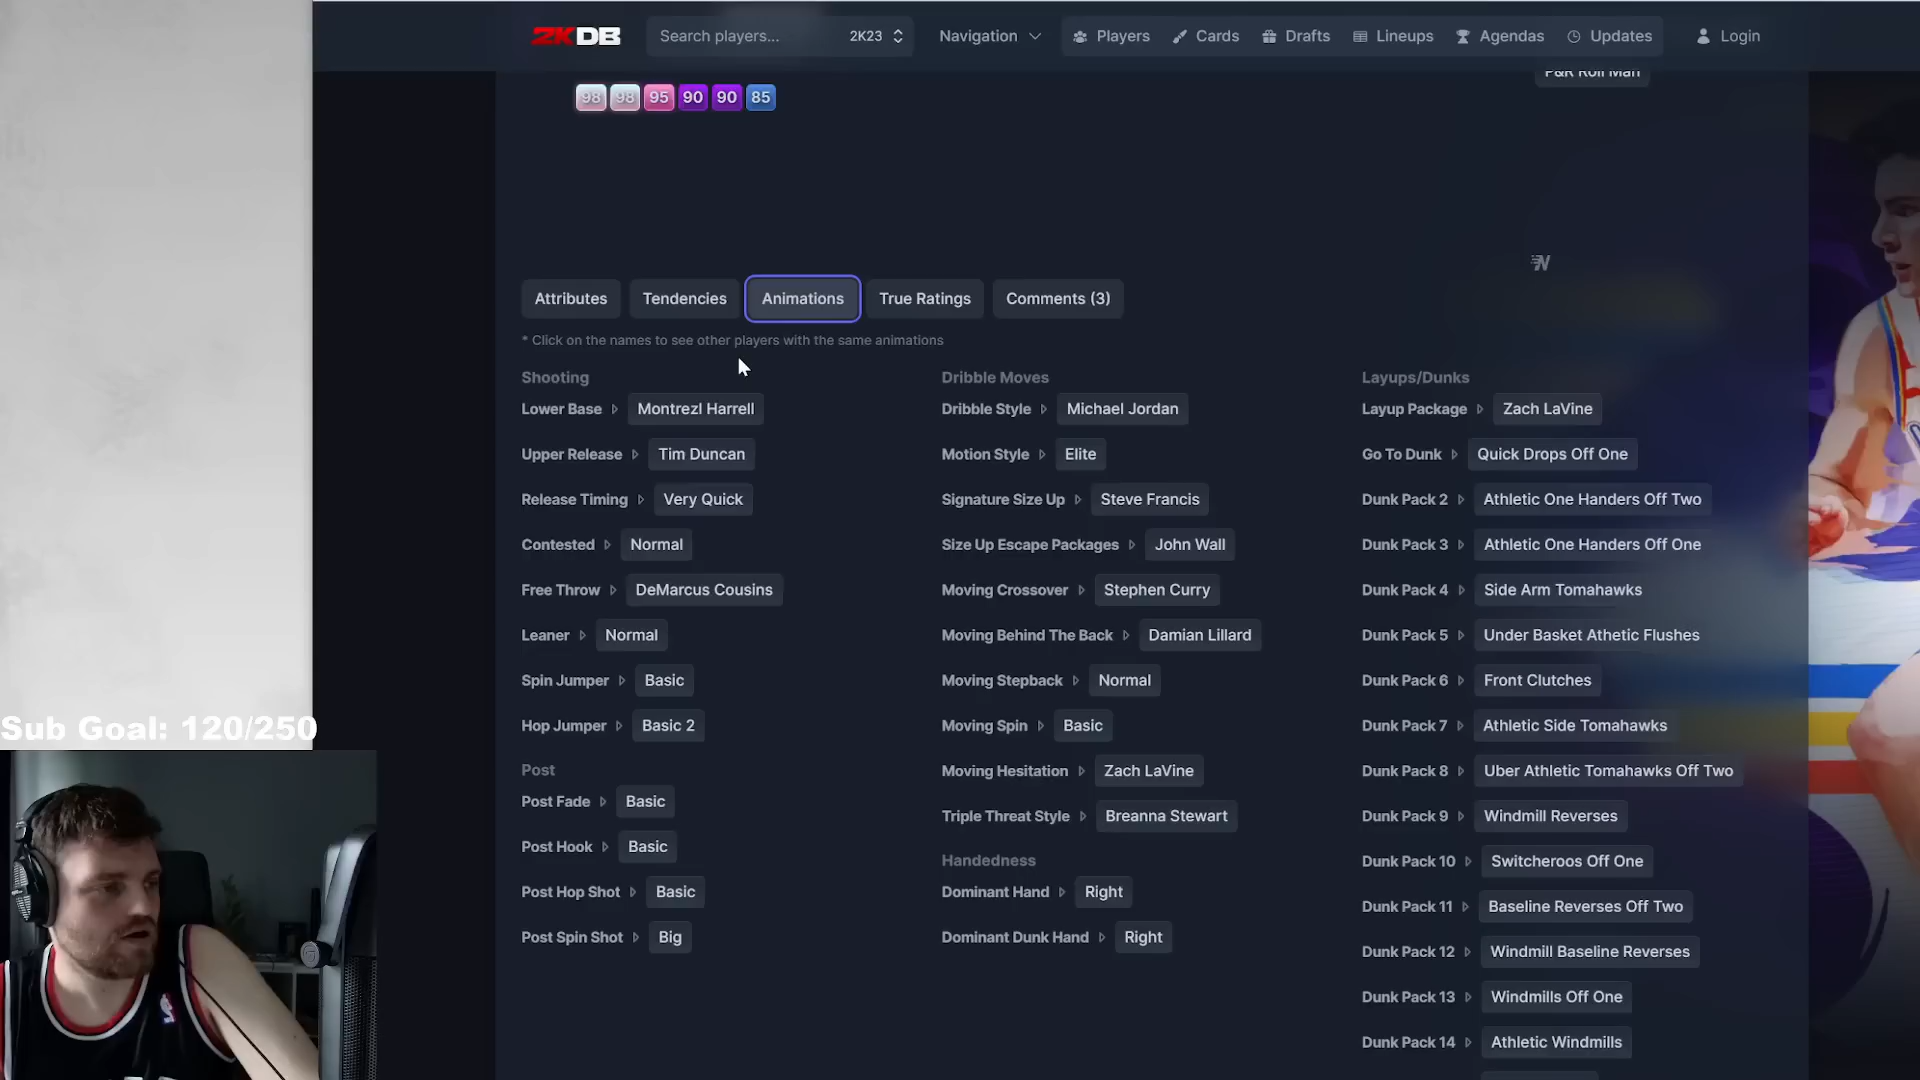 2KDB
Search players...
2K23
Navigation
Players
Cards
Drafts
Lineups
Agendas
Updates
Login
P&R Roll Man
98 98 95 90 90 85
Attributes
Tendencies
Animations
True Ratings
Comments (3)
* Click on the names to see other players with the same animations
Shooting
Lower Base Montrezl Harrell
Upper Release Tim Duncan
Release Timing Very Quick
Contested Normal
Free Throw DeMarcus Cousins
Leaner Normal
Spin Jumper Basic
Hop Jumper Basic 2
Post
Post Fade Basic
Post Hook Basic
Post Hop Shot Basic
Post Spin Shot Big
Dribble Moves
Dribble Style Michael Jordan
Motion Style Elite
Signature Size Up Steve Francis
Size Up Escape Packages John Wall
Moving Crossover Stephen Curry
Moving Behind The Back Damian Lillard
Moving Stepback Normal
Moving Spin Basic
Moving Hesitation Zach LaVine
Triple Threat Style Breanna Stewart
Handedness
Dominant Hand Right
Dominant Dunk Hand Right
Layups/Dunks
Layup Package Zach LaVine
Go To Dunk Quick Drops Off One
Dunk Pack 2 Athletic One Handers Off Two
Dunk Pack 3 Athletic One Handers Off One
Dunk Pack 4 Side Arm Tomahawks
Dunk Pack 5 Under Basket Athetic Flushes
Dunk Pack 6 Front Clutches
Dunk Pack 7 Athletic Side Tomahawks
Dunk Pack 8 Uber Athletic Tomahawks Off Two
Dunk Pack 9 Windmill Reverses
Dunk Pack 10 Switcheroos Off One
Dunk Pack 11 Baseline Reverses Off Two
Dunk Pack 12 Windmill Baseline Reverses
Dunk Pack 13 Windmills Off One
Dunk Pack 14 Athletic Windmills
Sub Goal: 120/250